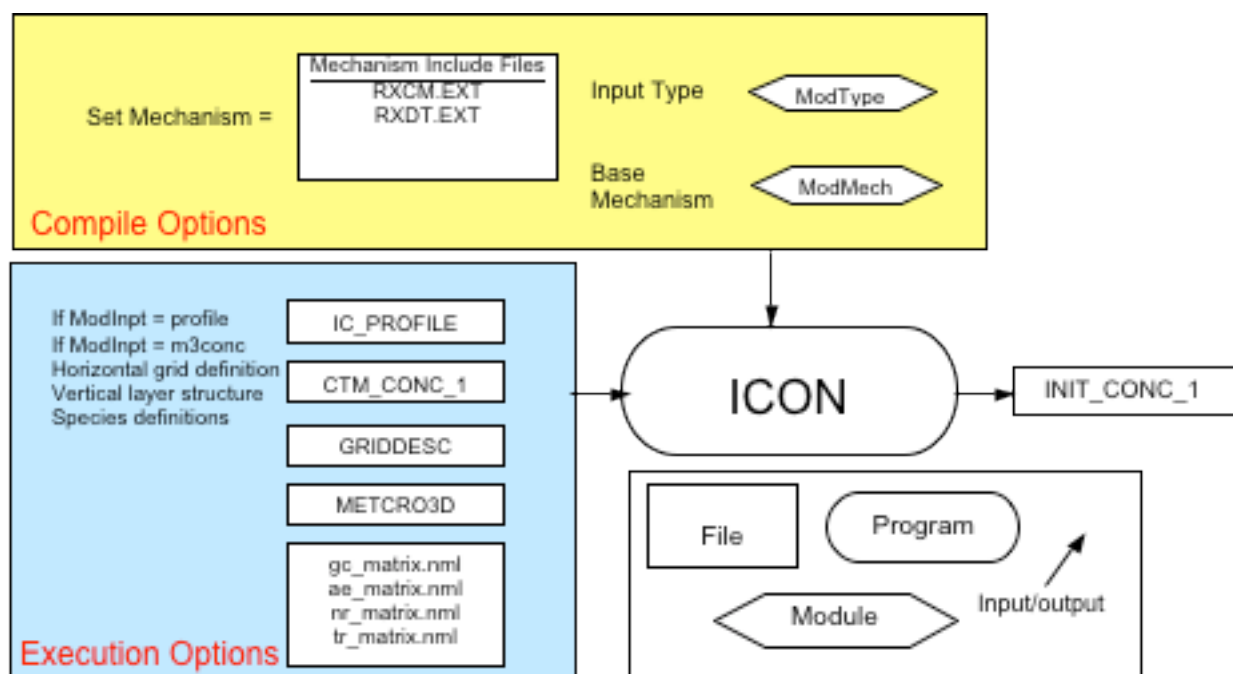 Mechanism Include Files
RXCM.EXT
RXDT.EXT
Set Mechanism =
Input Type
ModType
Base
Mechanism
ModMech
Compile Options
If ModInpt = profile
If ModInpt = m3conc
Horizontal grid definition
Vertical layer structure
Species definitions
IC_PROFILE
CTM_CONC_1
GRIDDESC
METCRO3D
gc_matrix.nml
ae_matrix.nml
nr_matrix.nml
tr_matrix.nml
Execution Options
ICON
INIT_CONC_1
File
Program
Input/output
Module